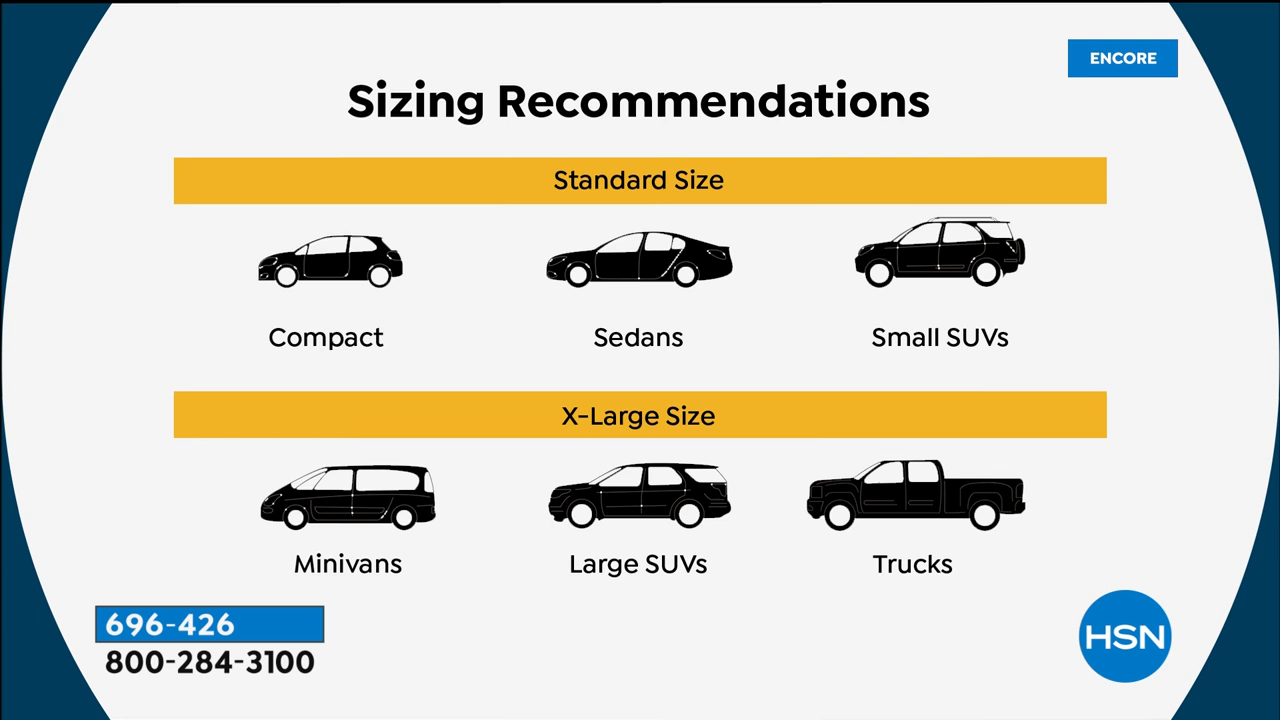 ENCORE
Sizing Recommendations
Standard Size
Compact
Sedans
Small SUVs
X-Large Size
Minivans
Large SUVs
Trucks
696-426
800-284-3100
HSN